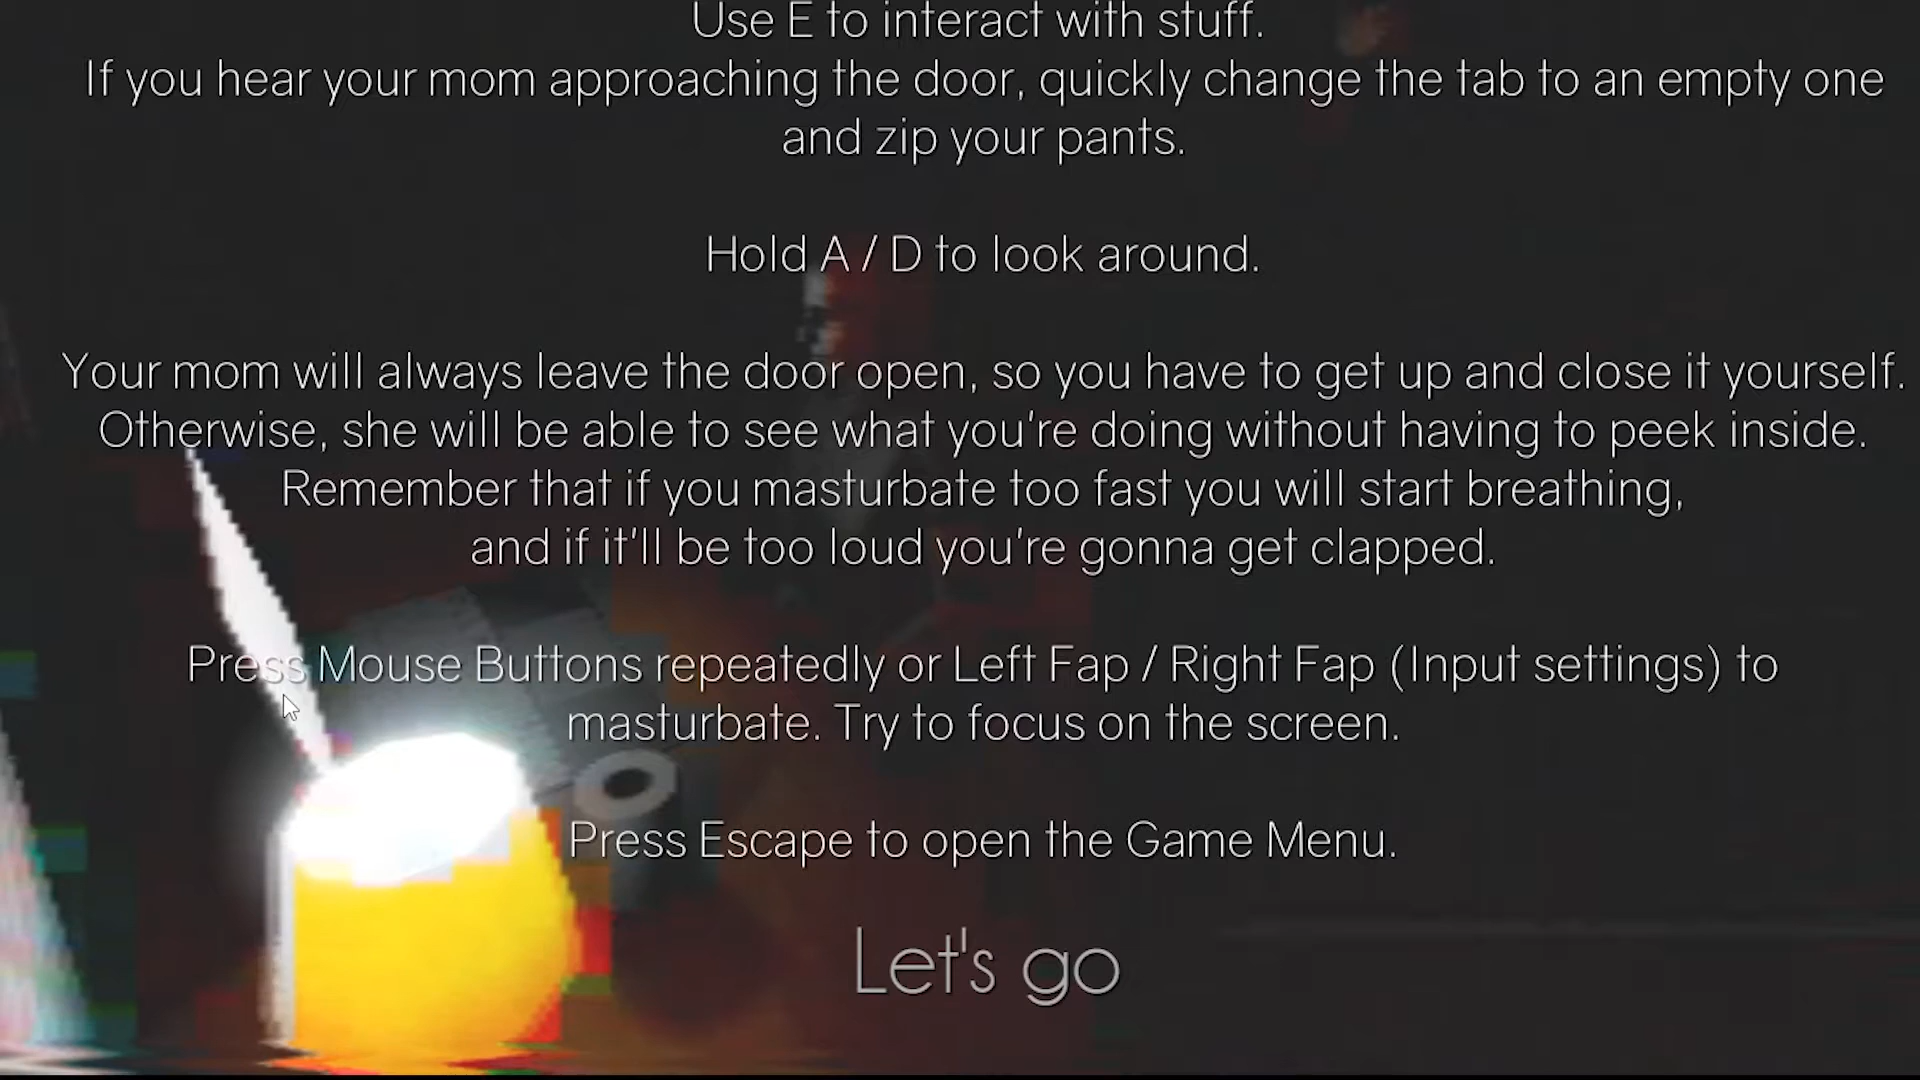 Use E to interact with stuff.
If you hear your mom approaching the door, quickly change the tab to an empty one
and zip your pants.
Hold A / D to look around.
Your mom will always leave the door open, so you have to get up and close it yourself.
Otherwise, she will be able to see what you're doing without having to peek inside.
Remember that if you masturbate too fast you will start breathing,
and if it'll be too loud you're gonna get clapped.
Press Mouse Buttons repeatedly or Left Fap / Right Fap (Input settings) to
masturbate. Try to focus on the screen.
Press Escape to open the Game Menu.
Let's go